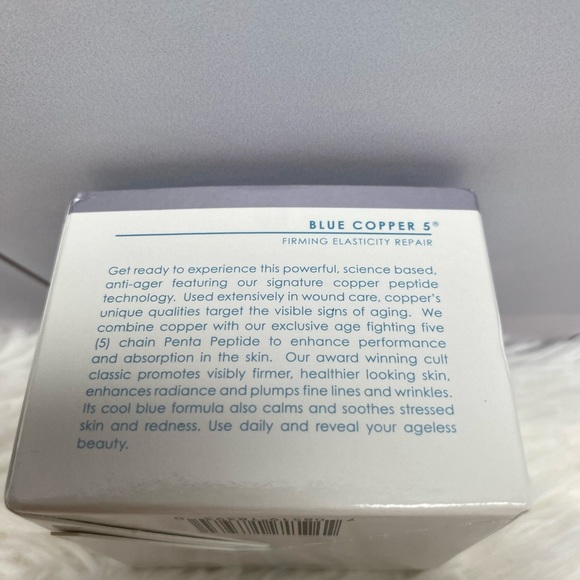 BLUE COPPER 5®
FIRMING ELASTICITY REPAIR
Get ready to experience this powerful, science based,
anti-ager featuring our signature copper peptide
technology. Used extensively in wound care, copper's
unique qualities target the visible signs of aging. We
combine copper with our exclusive age fighting five
(5) chain Penta Peptide to enhance performance
and absorption in the skin. Our award winning cult
classic promotes visibly firmer, healthier looking skin,
enhances radiance and plumps fine lines and wrinkles.
Its cool blue formula also calms and soothes stressed
skin and redness. Use daily and reveal your ageless
beauty.